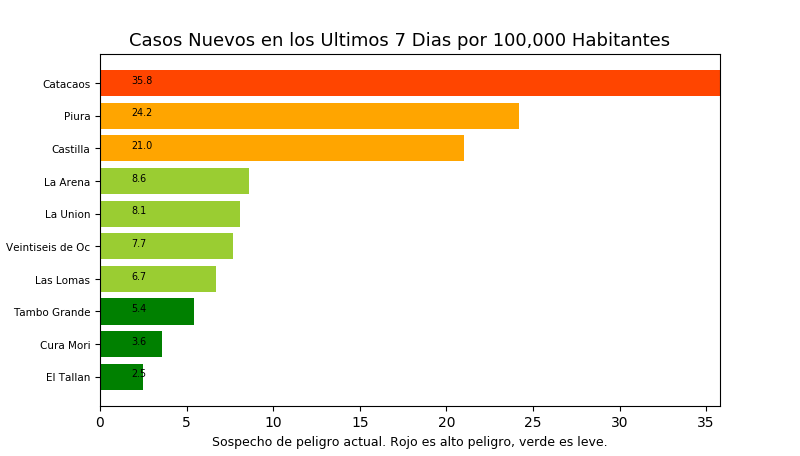 Casos Nuevos en los Ultimos 7 Dias por 100,000 Habitantes
Catacaos 35.8
Piura 24.2
Castilla 21.0
La Arena 8.6
La Union 8.1
Veintiseis de Oc 7.7
Las Lomas 6.7
Tambo Grande 5.4
Cura Mori 3.6
El Tallan 2.5
0 5 10 15 20 25 30 35
Sospecho de peligro actual. Rojo es alto peligro, verde es leve.